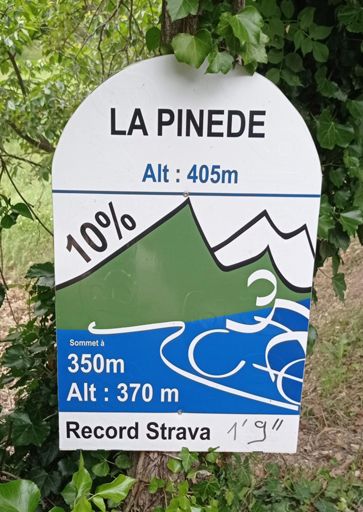 LA PINEDE
Alt : 405m
10%
Sommet à
350m
Alt : 370 m
Record Strava 1'9"